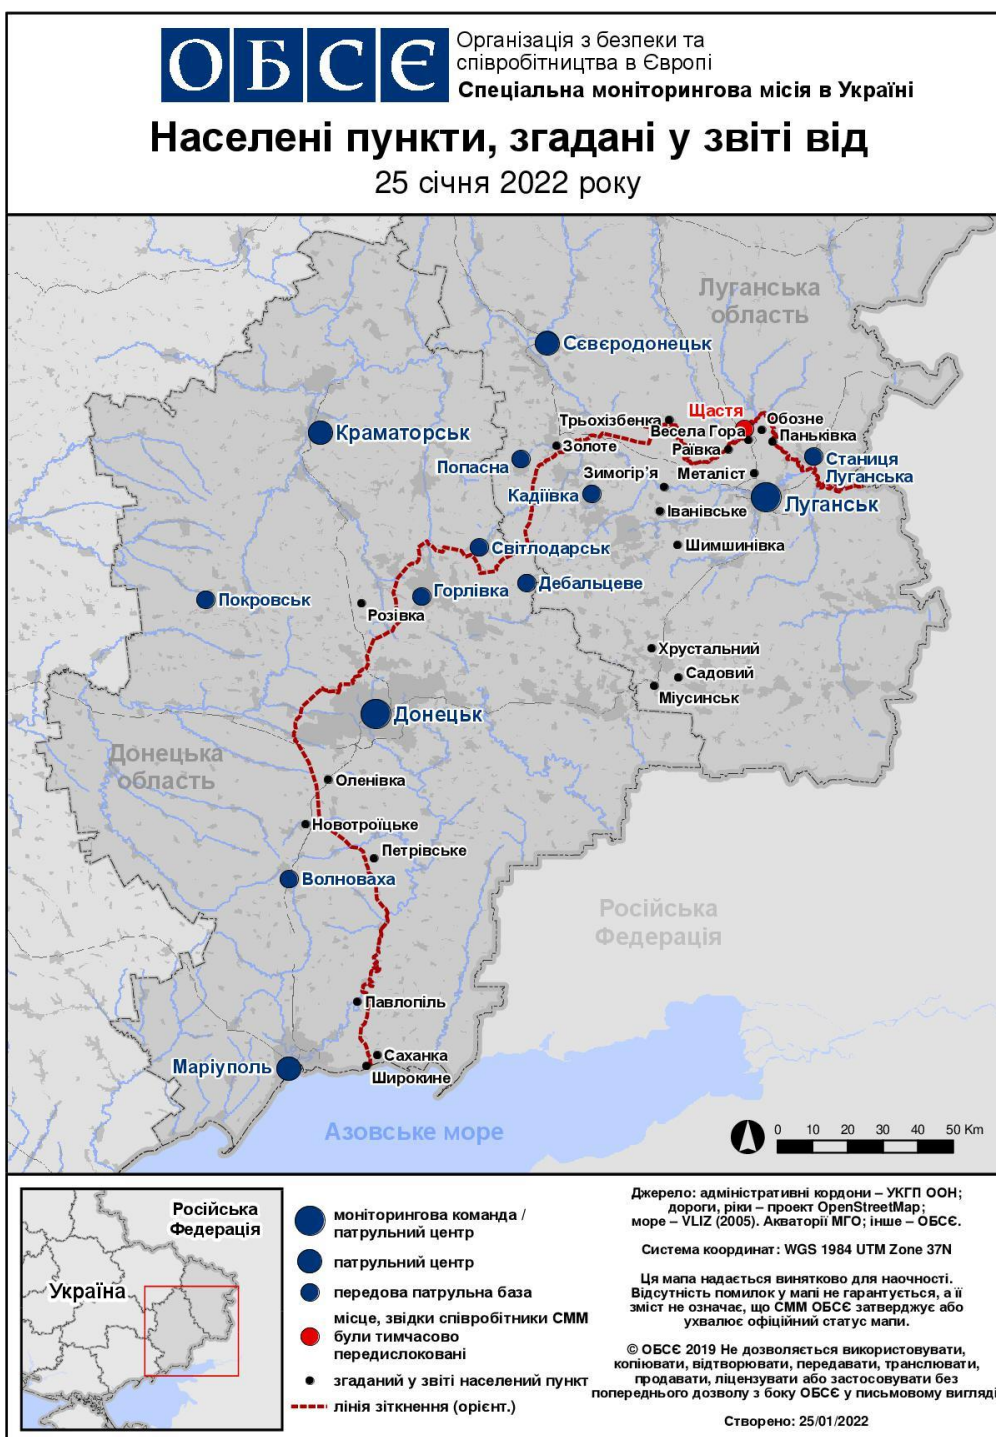 ОБСЄ
Організація з безпеки та
співробітництва в Європі
Спеціальна моніторингова місія в Україні
Населені пункти, згадані у звіті від
25 січня 2022 року
Луганська
область
Сєвєродонецьк
Щастя
Трьохізбенка
Обозне
Весела Гора
Паньківка
Краматорськ
Золоте
Раївка
Станиця
Луганська
Попасна
Зимогір'я
Металіст
Кадіївка
Луганськ
Іванівське
Світлодарськ
Шимшинівка
Дебальцеве
Горлівка
Покровськ
Розівка
Хрустальний
Садовий
Міусинськ
Донецьк
Донецька
область
Оленівка
Новотроїцьке
Петрівське
Волноваха
Російська
Федерація
Павлопіль
Саханка
Маріуполь
Широкине
Азовське море
0 10 20 30 40 50 Km
Російська
Федерація
Україна
моніторингова команда /
патрульний центр
патрульний центр
передова патрульна база
місце, звідки співробітники СММ
були тимчасово
передислоковані
згаданий у звіті населений пункт
лінія зіткнення (орієнт.)
Джерело: адміністративні кордони – УКГП ООН;
дороги, ріки – проект OpenStreetMap;
море – VLIZ (2005). Акваторії МГО; інше – ОБСЄ.
Система координат: WGS 1984 UTM Zone 37N
Ця мапа надається винятково для наочності.
Відсутність помилок у мапі не гарантується, а її
зміст не означає, що СММ ОБСЄ затверджує або
ухвалює офіційний статус мапи.
© ОБСЄ 2019 Не дозволяється використовувати,
копіювати, відтворювати, передавати, транслювати,
продавати, ліцензувати або застосовувати без
попереднього дозволу з боку ОБСЄ у письмовому вигляді
Створено: 25/01/2022